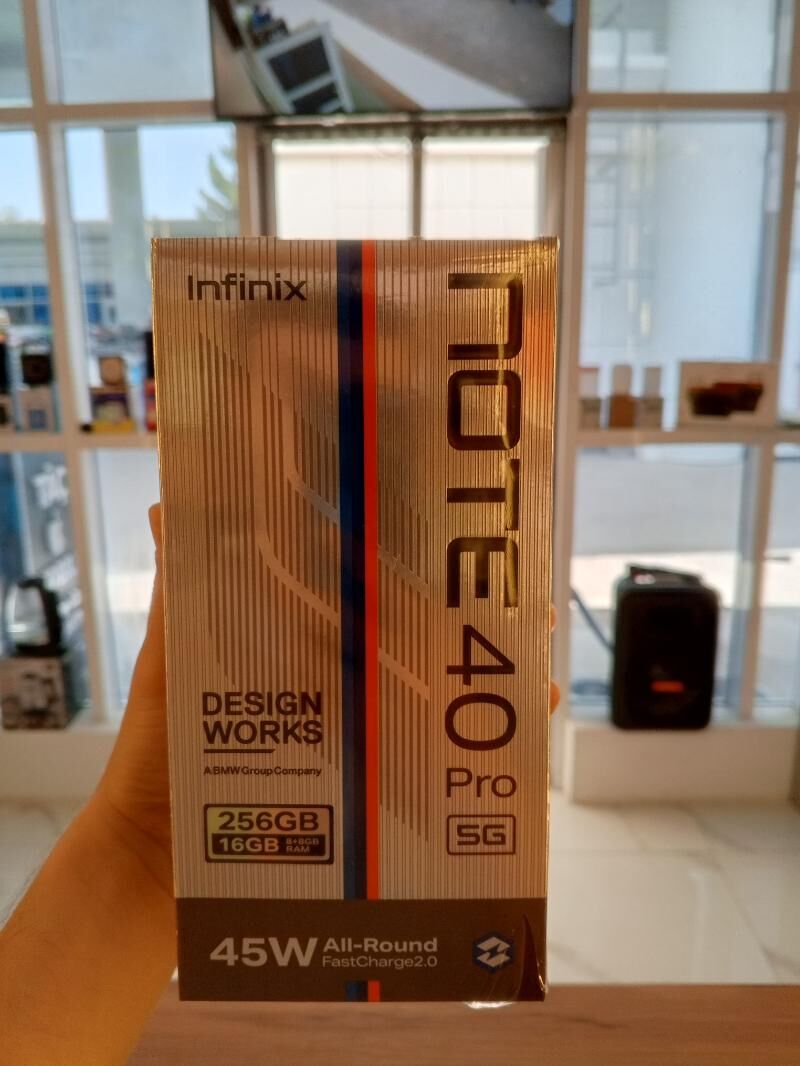 Infinix
NOTE 40
Pro
5G
DESIGN
WORKS
A BMW Group Company
256GB
16GB 8+8GB
RAM
45W All-Round
FastCharge2.0